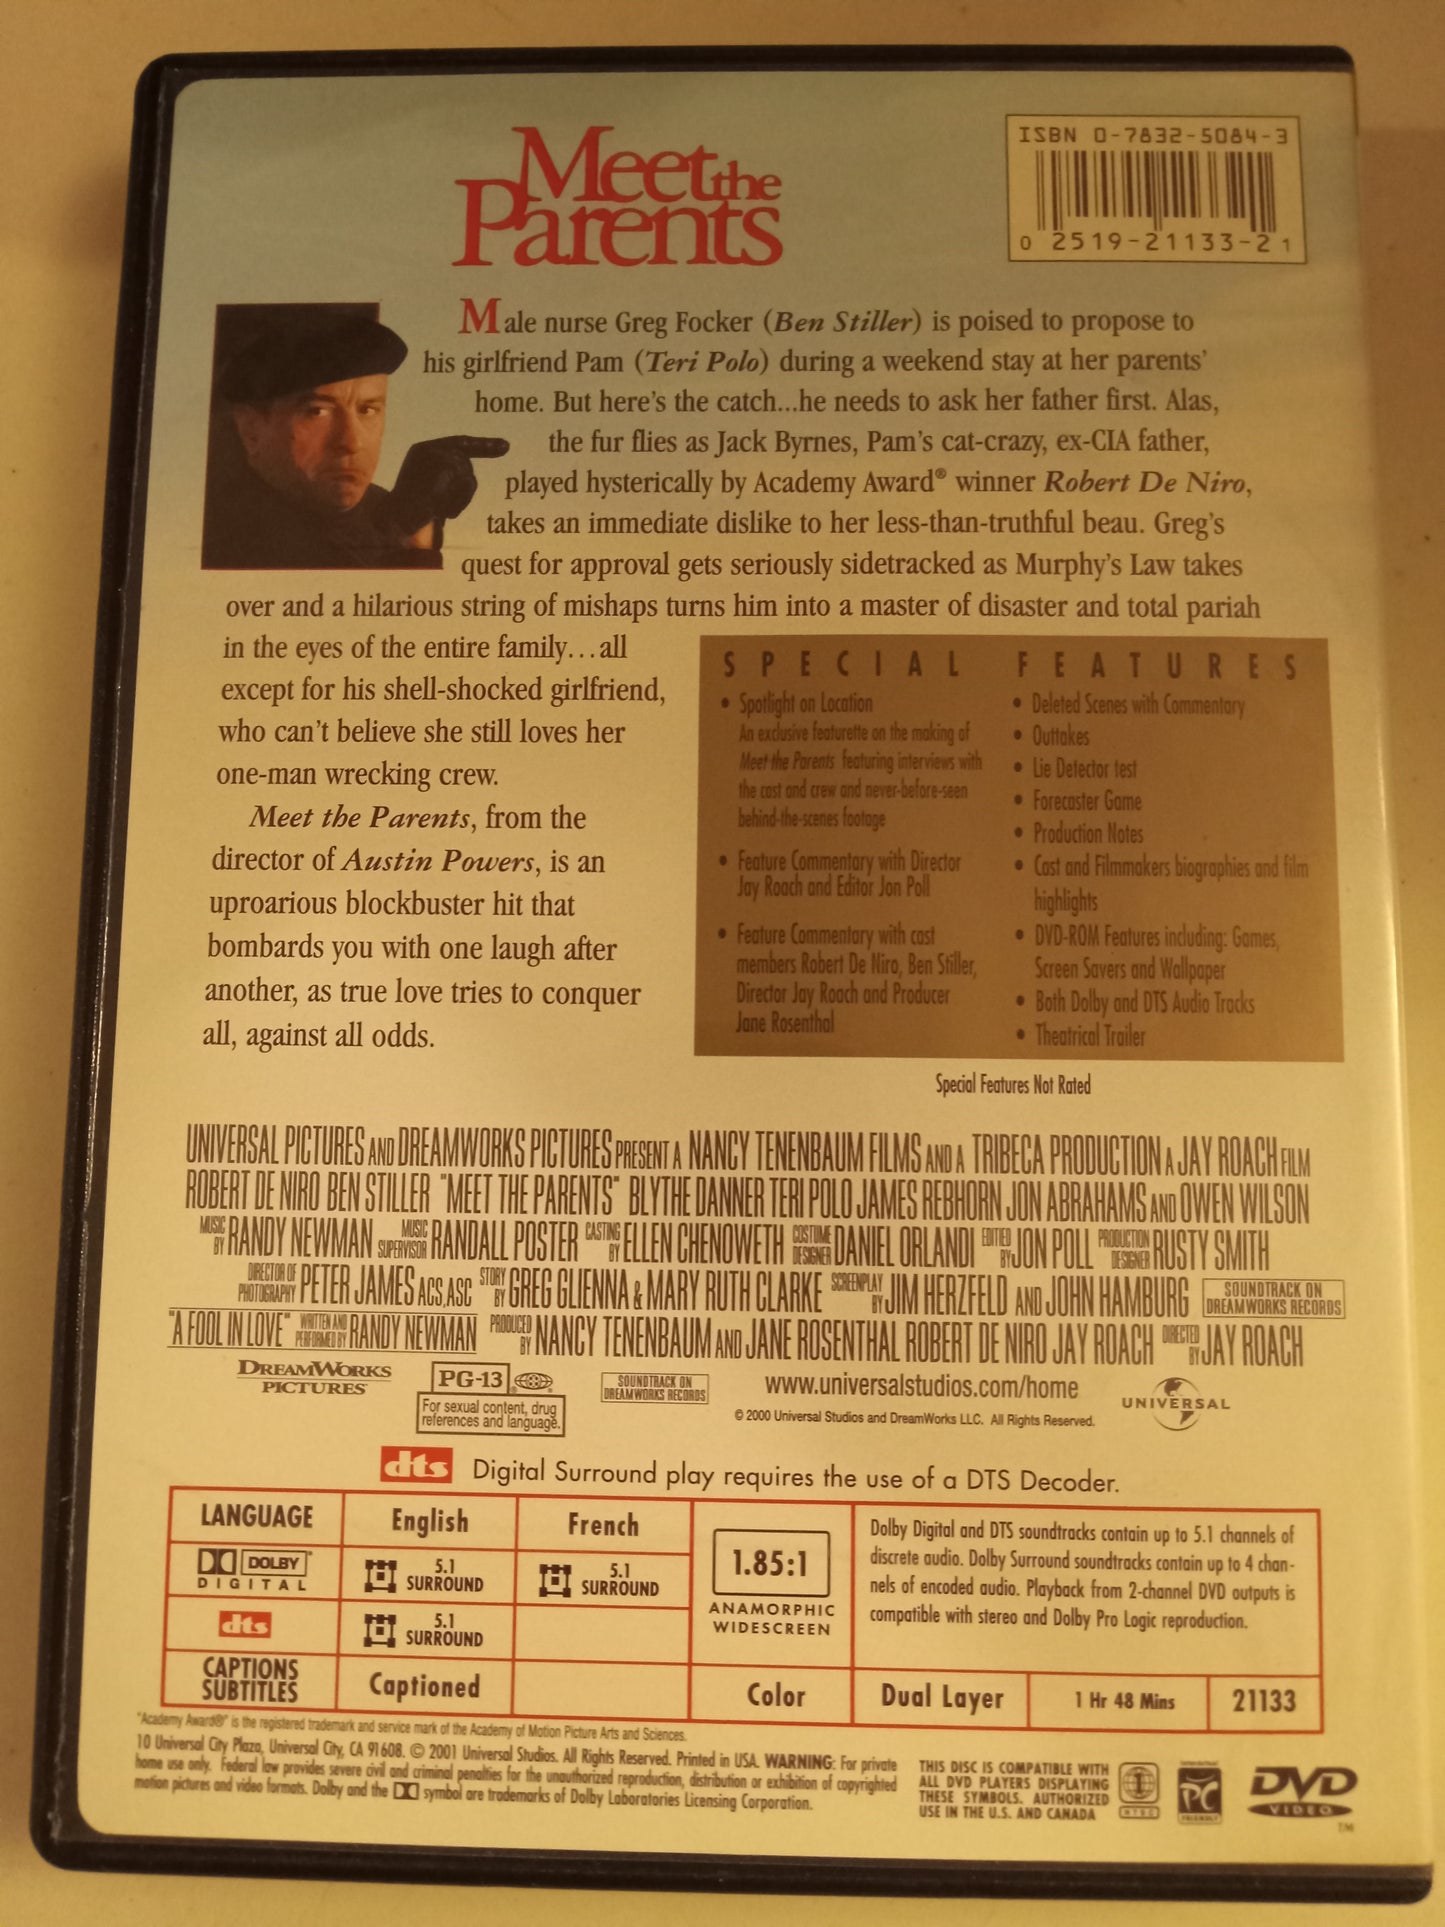 Meet the
Parents
ISBN 0-7832-5084-3
0 2519-21133-2 1
Male nurse Greg Focker (Ben Stiller) is poised to propose to
his girlfriend Pam (Teri Polo) during a weekend stay at her parents'
home. But here's the catch...he needs to ask her father first. Alas,
the fur flies as Jack Byrnes, Pam's cat-crazy, ex-CIA father,
played hysterically by Academy Award® winner Robert De Niro,
takes an immediate dislike to her less-than-truthful beau. Greg's
quest for approval gets seriously sidetracked as Murphy's Law takes
over and a hilarious string of mishaps turns him into a master of disaster and total pariah
in the eyes of the entire family...all
except for his shell-shocked girlfriend,
who can't believe she still loves her
one-man wrecking crew.
Meet the Parents, from the
director of Austin Powers, is an
uproarious blockbuster hit that
bombards you with one laugh after
another, as true love tries to conquer
all, against all odds.
SPECIAL FEATURES
• Spotlight on Location
An exclusive featurette on the making of
Meet the Parents featuring interviews with
the cast and crew and never-before-seen
behind-the-scenes footage
• Feature Commentary with Director
Jay Roach and Editor Jon Poll
• Feature Commentary with cast
members Robert De Niro, Ben Stiller,
Director Jay Roach and Producer
Jane Rosenthal
• Deleted Scenes with Commentary
• Outtakes
• Lie Detector test
• Forecaster Game
• Production Notes
• Cast and Filmmakers biographies and film
highlights
• DVD-ROM Features including: Games,
Screen Savers and Wallpaper
• Both Dolby and DTS Audio Tracks
• Theatrical Trailer
Special Features Not Rated
UNIVERSAL PICTURES AND DREAMWORKS PICTURES PRESENT A NANCY TENENBAUM FILMS AND A TRIBECA PRODUCTION A JAY ROACH FILM
ROBERT DE NIRO BEN STILLER "MEET THE PARENTS" BLYTHE DANNER TERI POLO JAMES REBHORN JON ABRAHAMS AND OWEN WILSON
MUSIC BY RANDY NEWMAN MUSIC SUPERVISOR RANDALL POSTER CASTING BY ELLEN CHENOWETH COSTUME DESIGNER DANIEL ORLANDI EDITED BY JON POLL PRODUCTION DESIGNER RUSTY SMITH
DIRECTOR OF PHOTOGRAPHY PETER JAMES ACS, ASC STORY BY GREG GLIENNA & MARY RUTH CLARKE SCREENPLAY BY JIM HERZFELD AND JOHN HAMBURG SOUNDTRACK ON DREAMWORKS RECORDS
"A FOOL IN LOVE" WRITTEN AND PERFORMED BY RANDY NEWMAN PRODUCED BY NANCY TENENBAUM AND JANE ROSENTHAL ROBERT DE NIRO JAY ROACH DIRECTED BY JAY ROACH
DREAMWORKS
PICTURES
PG-13
For sexual content, drug
references and language.
SOUNDTRACK ON
DREAMWORKS RECORDS
www.universalstudios.com/home
© 2000 Universal Studios and DreamWorks LLC. All Rights Reserved.
UNIVERSAL
dts Digital Surround play requires the use of a DTS Decoder.
LANGUAGE English French
DOLBY
DIGITAL
5.1
SURROUND
5.1
SURROUND
dts
5.1
SURROUND
CAPTIONS
SUBTITLES
Captioned
1.85:1
ANAMORPHIC
WIDESCREEN
Dolby Digital and DTS soundtracks contain up to 5.1 channels of
discrete audio. Dolby Surround soundtracks contain up to 4 chan-
nels of encoded audio. Playback from 2-channel DVD outputs is
compatible with stereo and Dolby Pro Logic reproduction.
Color Dual Layer 1 Hr 48 Mins 21133
"Academy Award®" is the registered trademark and service mark of the Academy of Motion Picture Arts and Sciences.
10 Universal City Plaza, Universal City, CA 91608. © 2001 Universal Studios. All Rights Reserved. Printed in USA. WARNING: For private
home use only. Federal law provides severe civil and criminal penalties for the unauthorized reproduction, distribution or exhibition of copyrighted
motion pictures and video formats. Dolby and the DD symbol are trademarks of Dolby Laboratories Licensing Corporation.
THIS DISC IS COMPATIBLE WITH
ALL DVD PLAYERS DISPLAYING
THESE SYMBOLS. AUTHORIZED
USE IN THE U.S. AND CANADA
1
NTSC
PC
FRIENDLY
DVD
VIDEO
TM